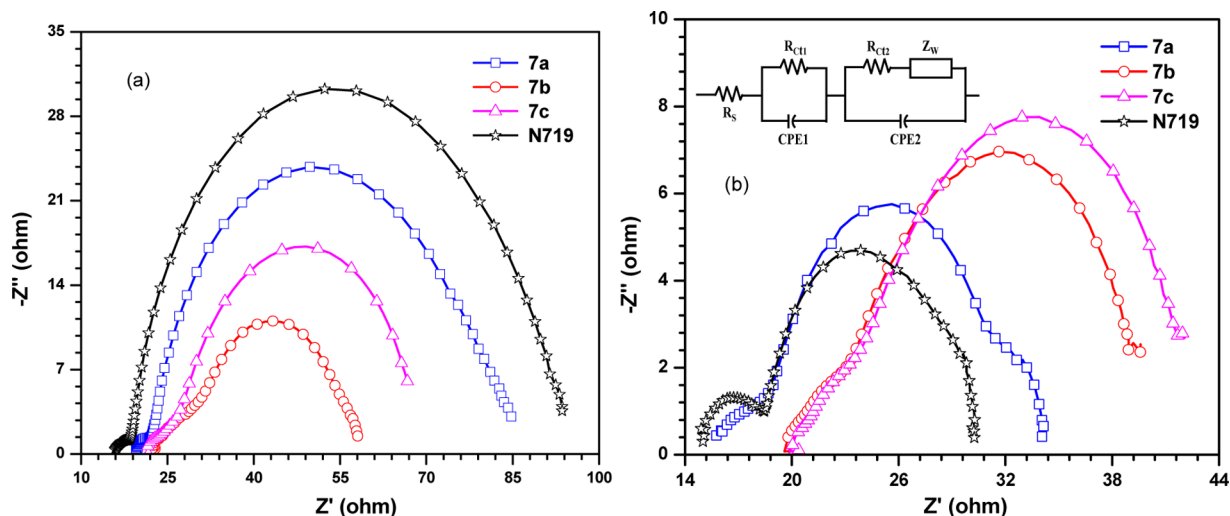 35
28
21
14
7
0
-Z'' (ohm)
(a)
7a
7b
7c
N719
10 25 40 55 70 85 100
Z' (ohm)
10
8
6
4
2
0
-Z'' (ohm)
R_S
R_Ct1
CPE1
R_Ct2
Z_W
CPE2
(b)
7a
7b
7c
N719
14 20 26 32 38 44
Z' (ohm)